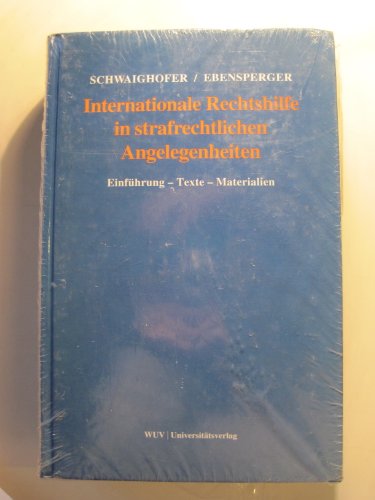 SCHWAIGHOFER / EBENSPERGER
Internationale Rechtshilfe
in strafrechtlichen
Angelegenheiten
Einführung – Texte – Materialien
WUV | Universitätsverlag